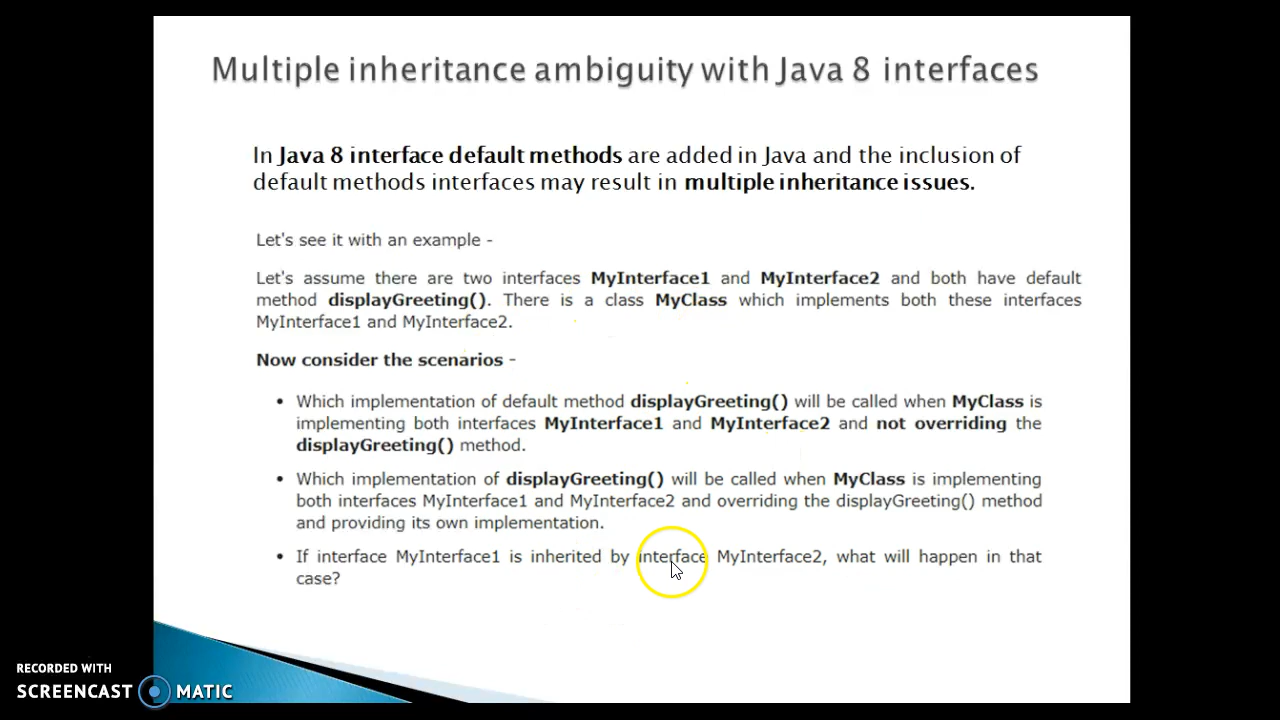 Multiple inheritance ambiguity with Java 8 interfaces
In Java 8 interface default methods are added in Java and the inclusion of
default methods interfaces may result in multiple inheritance issues.
Let's see it with an example -
Let's assume there are two interfaces MyInterface1 and MyInterface2 and both have default
method displayGreeting(). There is a class MyClass which implements both these interfaces
MyInterface1 and MyInterface2.
Now consider the scenarios -
• Which implementation of default method displayGreeting() will be called when MyClass is
implementing both interfaces MyInterface1 and MyInterface2 and not overriding the
displayGreeting() method.
• Which implementation of displayGreeting() will be called when MyClass is implementing
both interfaces MyInterface1 and MyInterface2 and overriding the displayGreeting() method
and providing its own implementation.
• If interface MyInterface1 is inherited by interface MyInterface2, what will happen in that
case?
RECORDED WITH
SCREENCAST MATIC